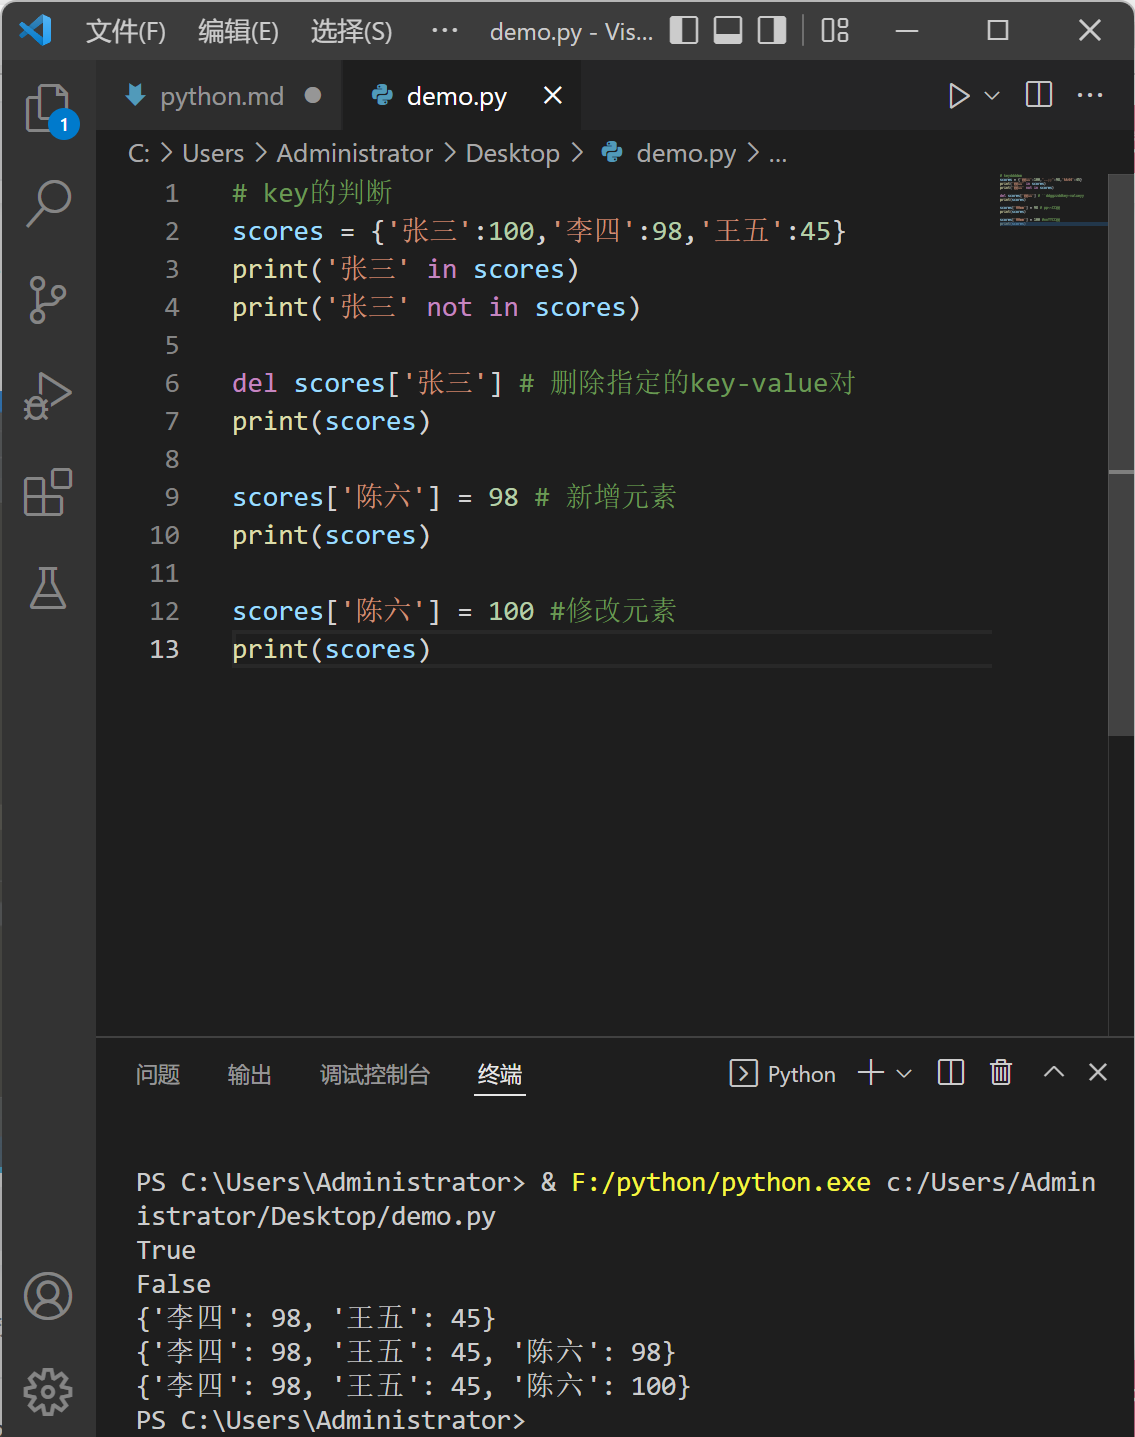 文件(F) 编辑(E) 选择(S) ··· demo.py - Vis...
python.md demo.py
1
C: > Users > Administrator > Desktop > demo.py > ...
1 # key的判断
2 scores = {'张三':100,'李四':98,'王五':45}
3 print('张三' in scores)
4 print('张三' not in scores)
5
6 del scores['张三'] # 删除指定的key-value对
7 print(scores)
8
9 scores['陈六'] = 98 # 新增元素
10 print(scores)
11
12 scores['陈六'] = 100 #修改元素
13 print(scores)
问题 输出 调试控制台 终端 Python
PS C:\Users\Administrator> & F:/python/python.exe c:/Users/Admin
istrator/Desktop/demo.py
True
False
{'李四': 98, '王五': 45}
{'李四': 98, '王五': 45, '陈六': 98}
{'李四': 98, '王五': 45, '陈六': 100}
PS C:\Users\Administrator>